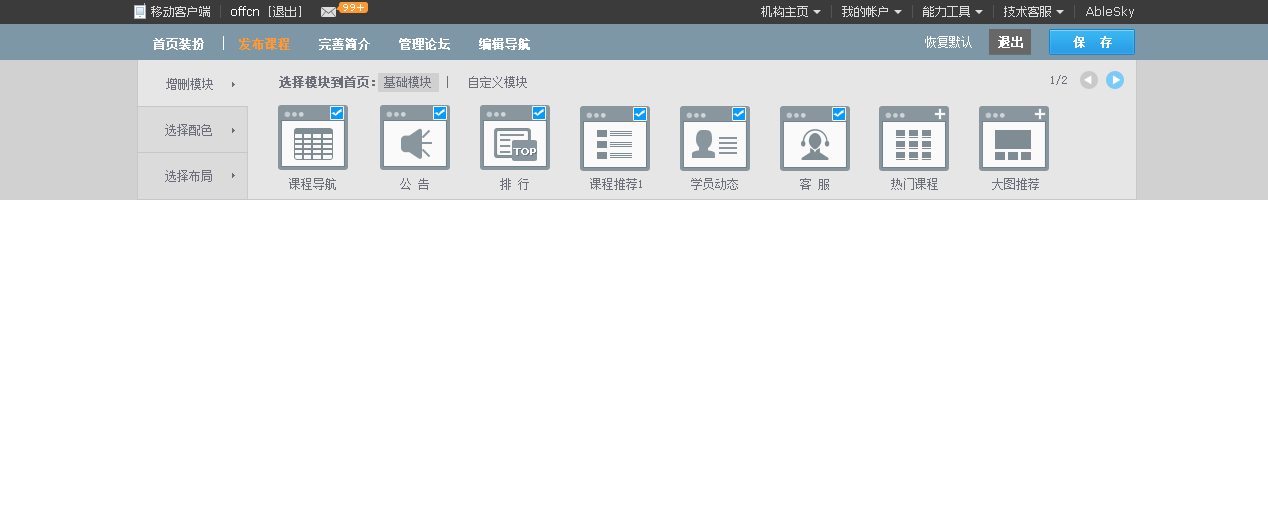 移动客户端 offcn [退出] 99+ 机构主页 我的帐户 能力工具 技术客服 AbleSky
首页装扮 发布课程 完善简介 管理论坛 编辑导航 恢复默认 退出 保 存
增删模块 选择模块到首页: 基础模块 | 自定义模块 1/2
选择配色
选择布局
TOP
课程导航 公 告 排 行 课程推荐1 学员动态 客 服 热门课程 大图推荐